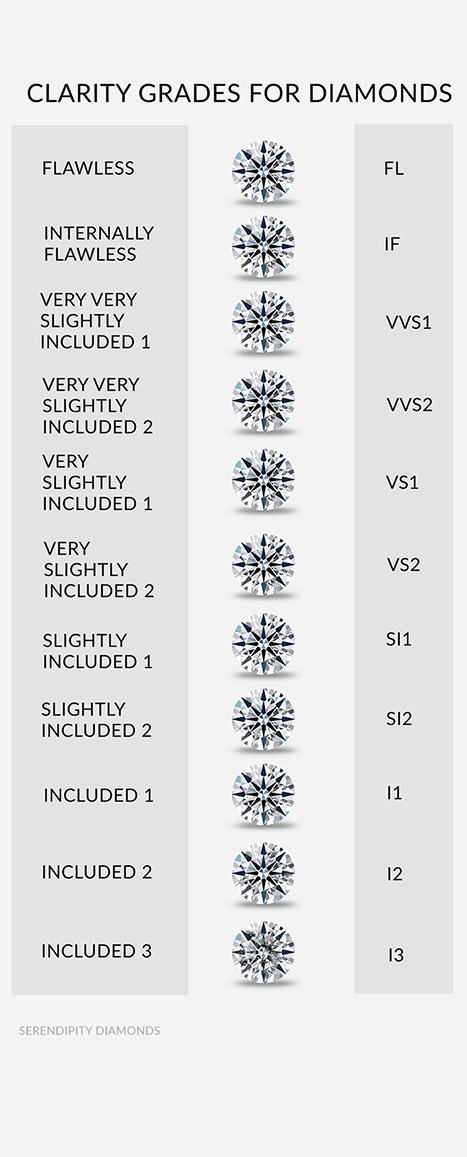 CLARITY GRADES FOR DIAMONDS
FLAWLESS
FL
INTERNALLY
FLAWLESS
IF
VERY VERY
SLIGHTLY
INCLUDED 1
VVS1
VERY VERY
SLIGHTLY
INCLUDED 2
VVS2
VERY
SLIGHTLY
INCLUDED 1
VS1
VERY
SLIGHTLY
INCLUDED 2
VS2
SLIGHTLY
INCLUDED 1
SI1
SLIGHTLY
INCLUDED 2
SI2
INCLUDED 1
I1
INCLUDED 2
I2
INCLUDED 3
I3
SERENDIPITY DIAMONDS